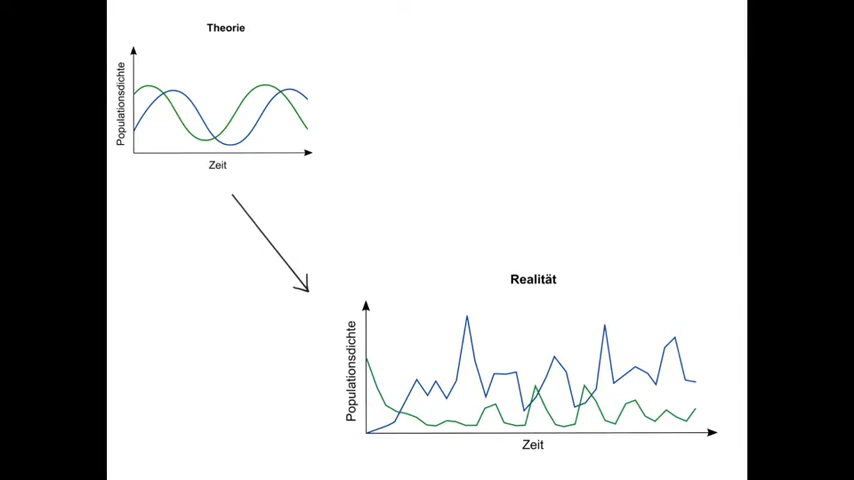 Theorie
Populationsdichte
Zeit
Realität
Populationsdichte
Zeit